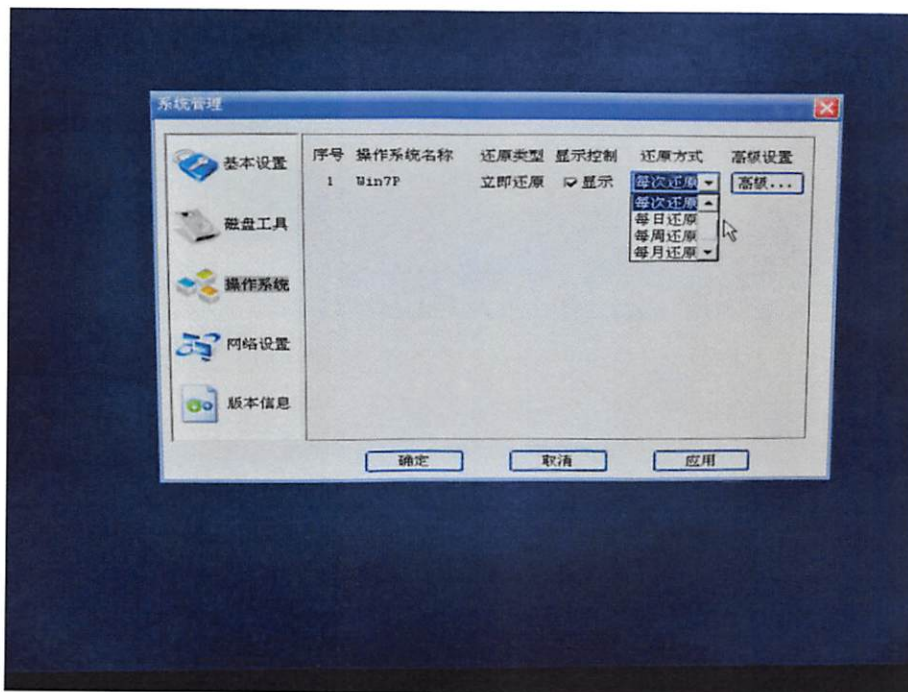 系统管理
基本设置
磁盘工具
操作系统
网络设置
版本信息
序号 操作系统名称 还原类型 显示控制 还原方式 高级设置
1 Win7P 立即还原 显示 每次还原 高级...
每次还原
每日还原
每周还原
每月还原
确定 取消 应用